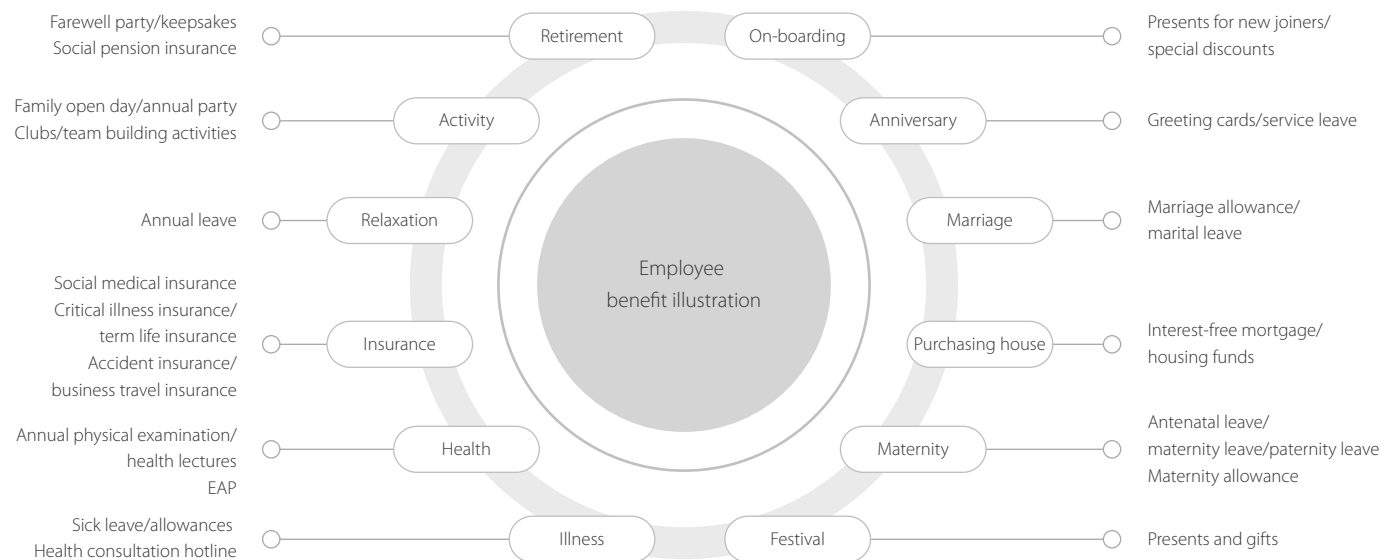 Farewell party/keepsakes
Social pension insurance
Retirement
On-boarding
Presents for new joiners/
special discounts
Family open day/annual party
Clubs/team building activities
Activity
Anniversary
Greeting cards/service leave
Annual leave
Relaxation
Marriage
Marriage allowance/
marital leave
Employee
benefit illustration
Social medical insurance
Critical illness insurance/
term life insurance
Accident insurance/
business travel insurance
Insurance
Purchasing house
Interest-free mortgage/
housing funds
Annual physical examination/
health lectures
EAP
Health
Maternity
Antenatal leave/
maternity leave/paternity leave
Maternity allowance
Sick leave/allowances
Health consultation hotline
Illness
Festival
Presents and gifts